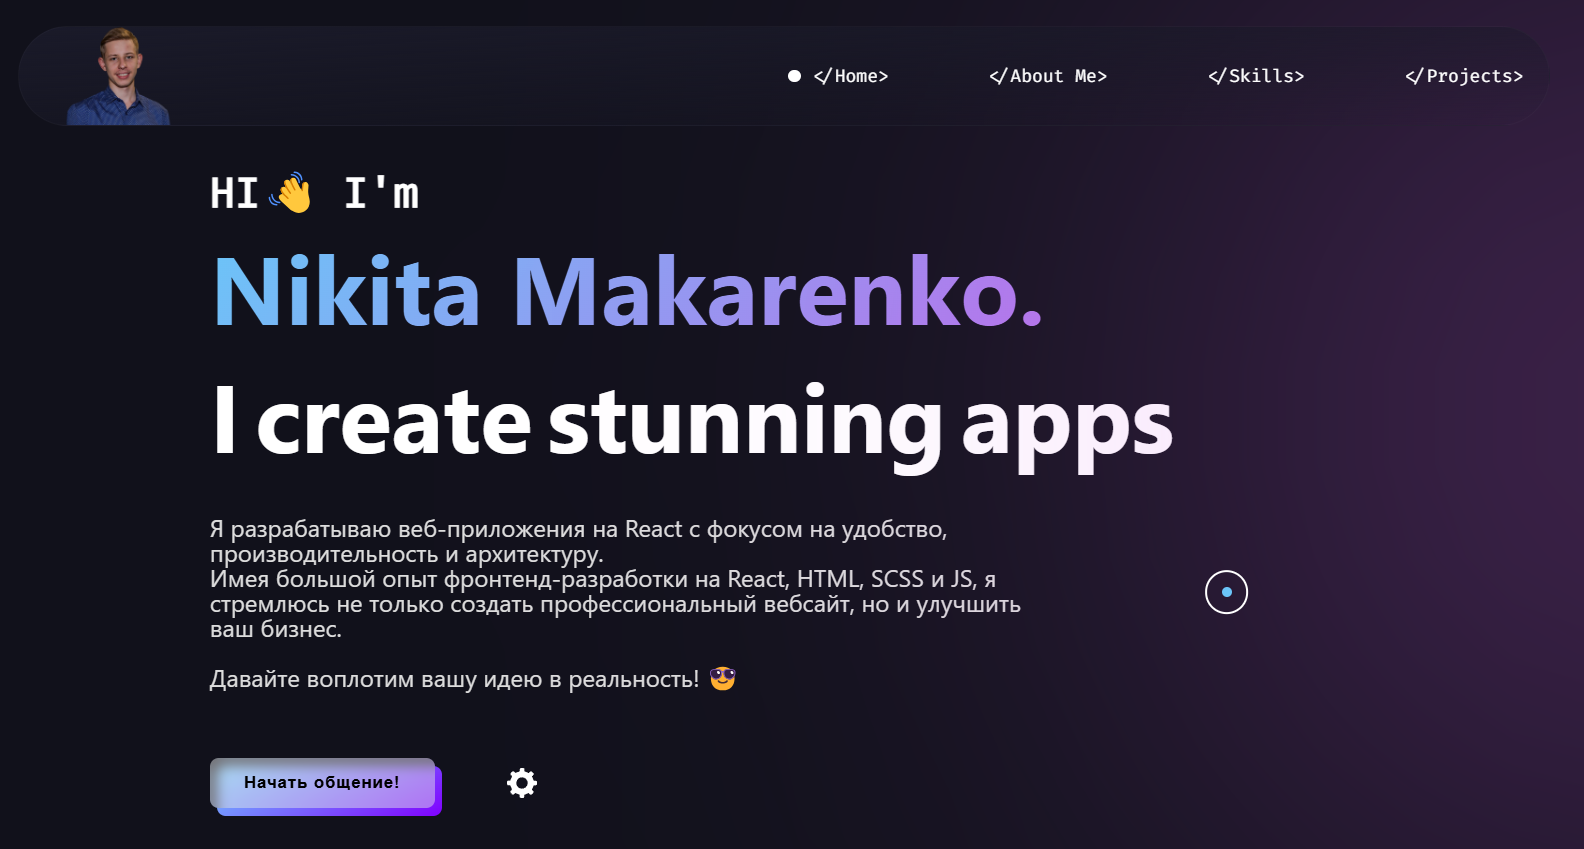 </Home> </About Me> </Skills> </Projects>
HI👋 I'm
Nikita Makarenko.
I create stunning apps
Я разрабатываю веб-приложения на React с фокусом на удобство,
производительность и архитектуру.
Имея большой опыт фронтенд-разработки на React, HTML, SCSS и JS, я
стремлюсь не только создать профессиональный вебсайт, но и улучшить
ваш бизнес.
Давайте воплотим вашу идею в реальность! 😎
Начать общение!